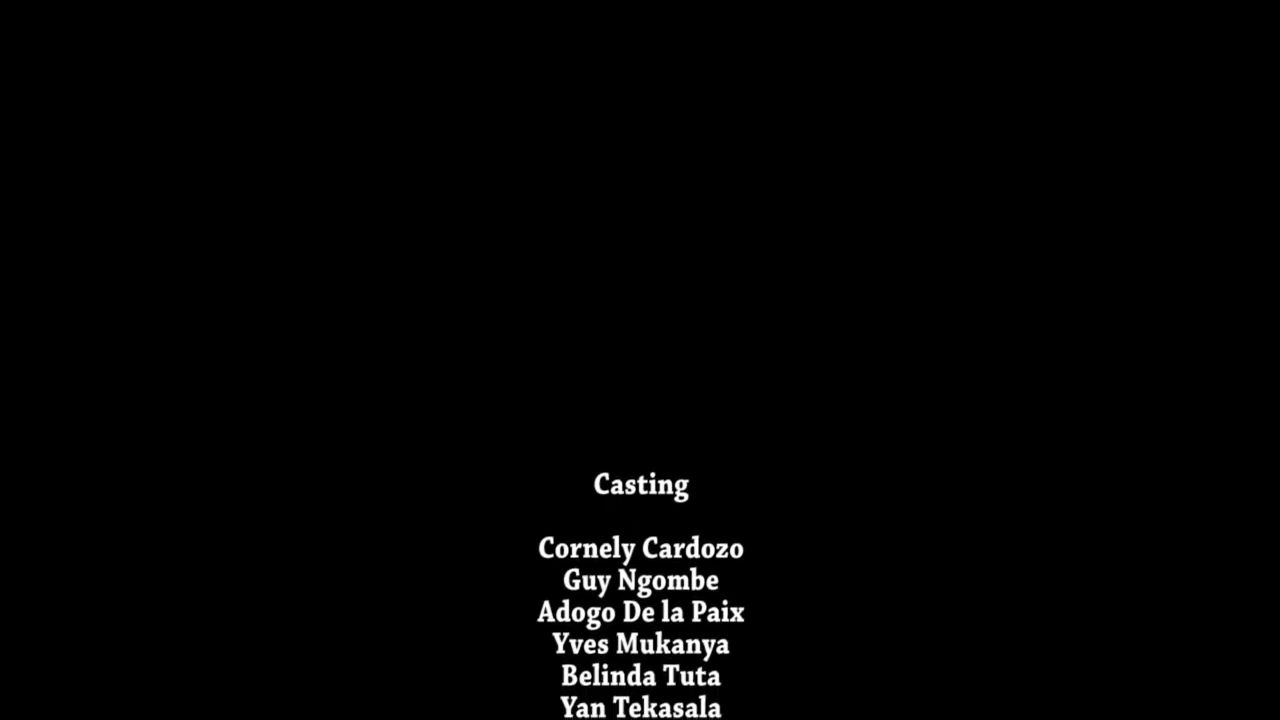 Casting
Cornely Cardozo
Guy Ngombe
Adogo De la Paix
Yves Mukanya
Belinda Tuta
Yan Tekasala